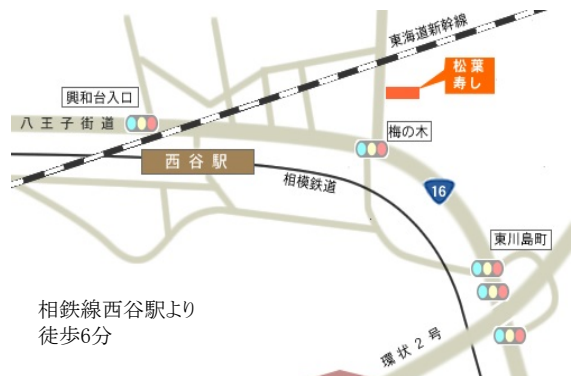 東海道新幹線
松葉
寿し
興和台入口
八王子街道
梅の木
西谷駅
相模鉄道
16
東川島町
相鉄線西谷駅より
徒歩6分
環状2号